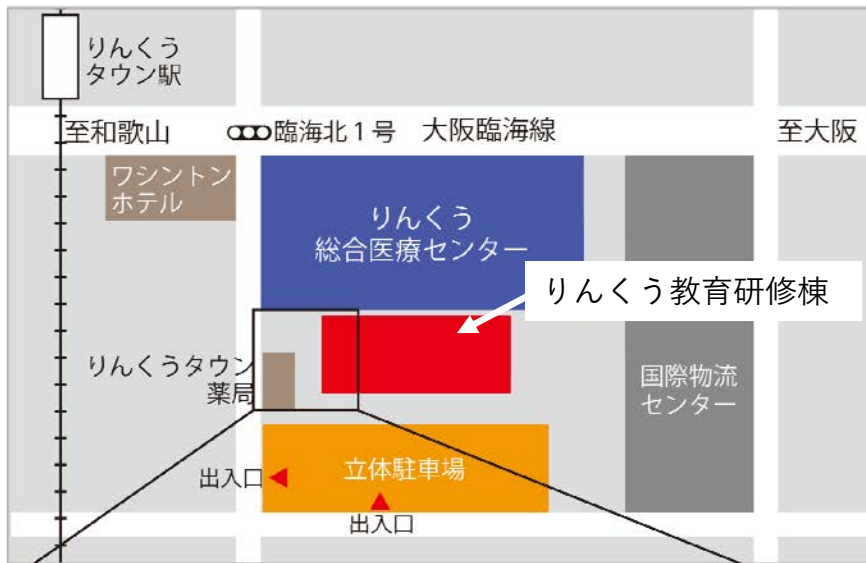 りんくう
タウン駅
至和歌山
臨海北1号
大阪臨海線
至大阪
ワシントン
ホテル
りんくう
総合医療センター
りんくう教育研修棟
りんくうタウン
薬局
国際物流
センター
立体駐車場
出入口
出入口